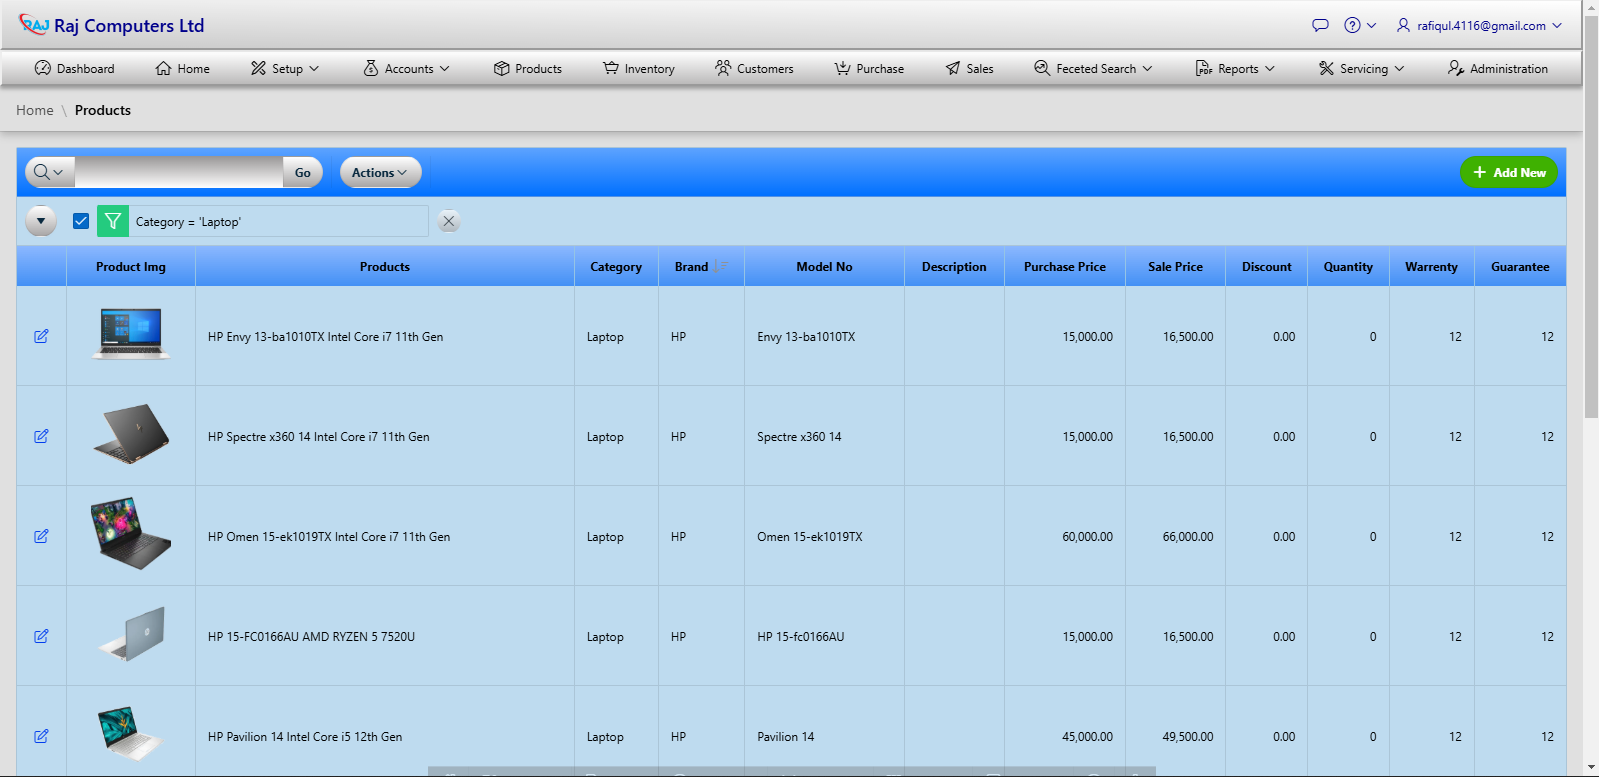 RAJ Raj Computers Ltd
rafiqul.4116@gmail.com
Dashboard Home Setup Accounts Products Inventory Customers Purchase Sales Feceted Search Reports Servicing Administration
Home \ Products
Go Actions Add New
Category = 'Laptop'
Product Img Products Category Brand Model No Description Purchase Price Sale Price Discount Quantity Warrenty Guarantee
HP Envy 13-ba1010TX Intel Core i7 11th Gen Laptop HP Envy 13-ba1010TX 15,000.00 16,500.00 0.00 0 12 12
HP Spectre x360 14 Intel Core i7 11th Gen Laptop HP Spectre x360 14 15,000.00 16,500.00 0.00 0 12 12
HP Omen 15-ek1019TX Intel Core i7 11th Gen Laptop HP Omen 15-ek1019TX 60,000.00 66,000.00 0.00 0 12 12
HP 15-FC0166AU AMD RYZEN 5 7520U Laptop HP HP 15-fc0166AU 15,000.00 16,500.00 0.00 0 12 12
HP Pavilion 14 Intel Core i5 12th Gen Laptop HP Pavilion 14 45,000.00 49,500.00 0.00 0 12 12